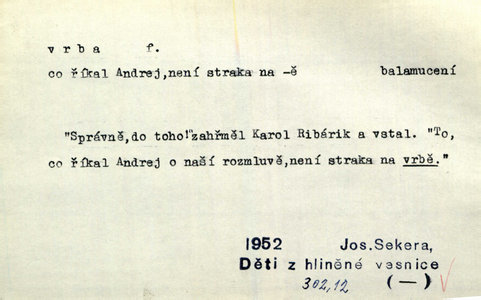 vrba f.
co říkal Andrej,není straka na -ě balamucení
"Správně,do toho!"zahřměl Karol Ribárik a vstal. "To,
co říkal Andrej o naší rozmluvě,není straka na vrbě."
1952 Jos.Sekera,
Děti z hliněné vesnice
302,12 (—)